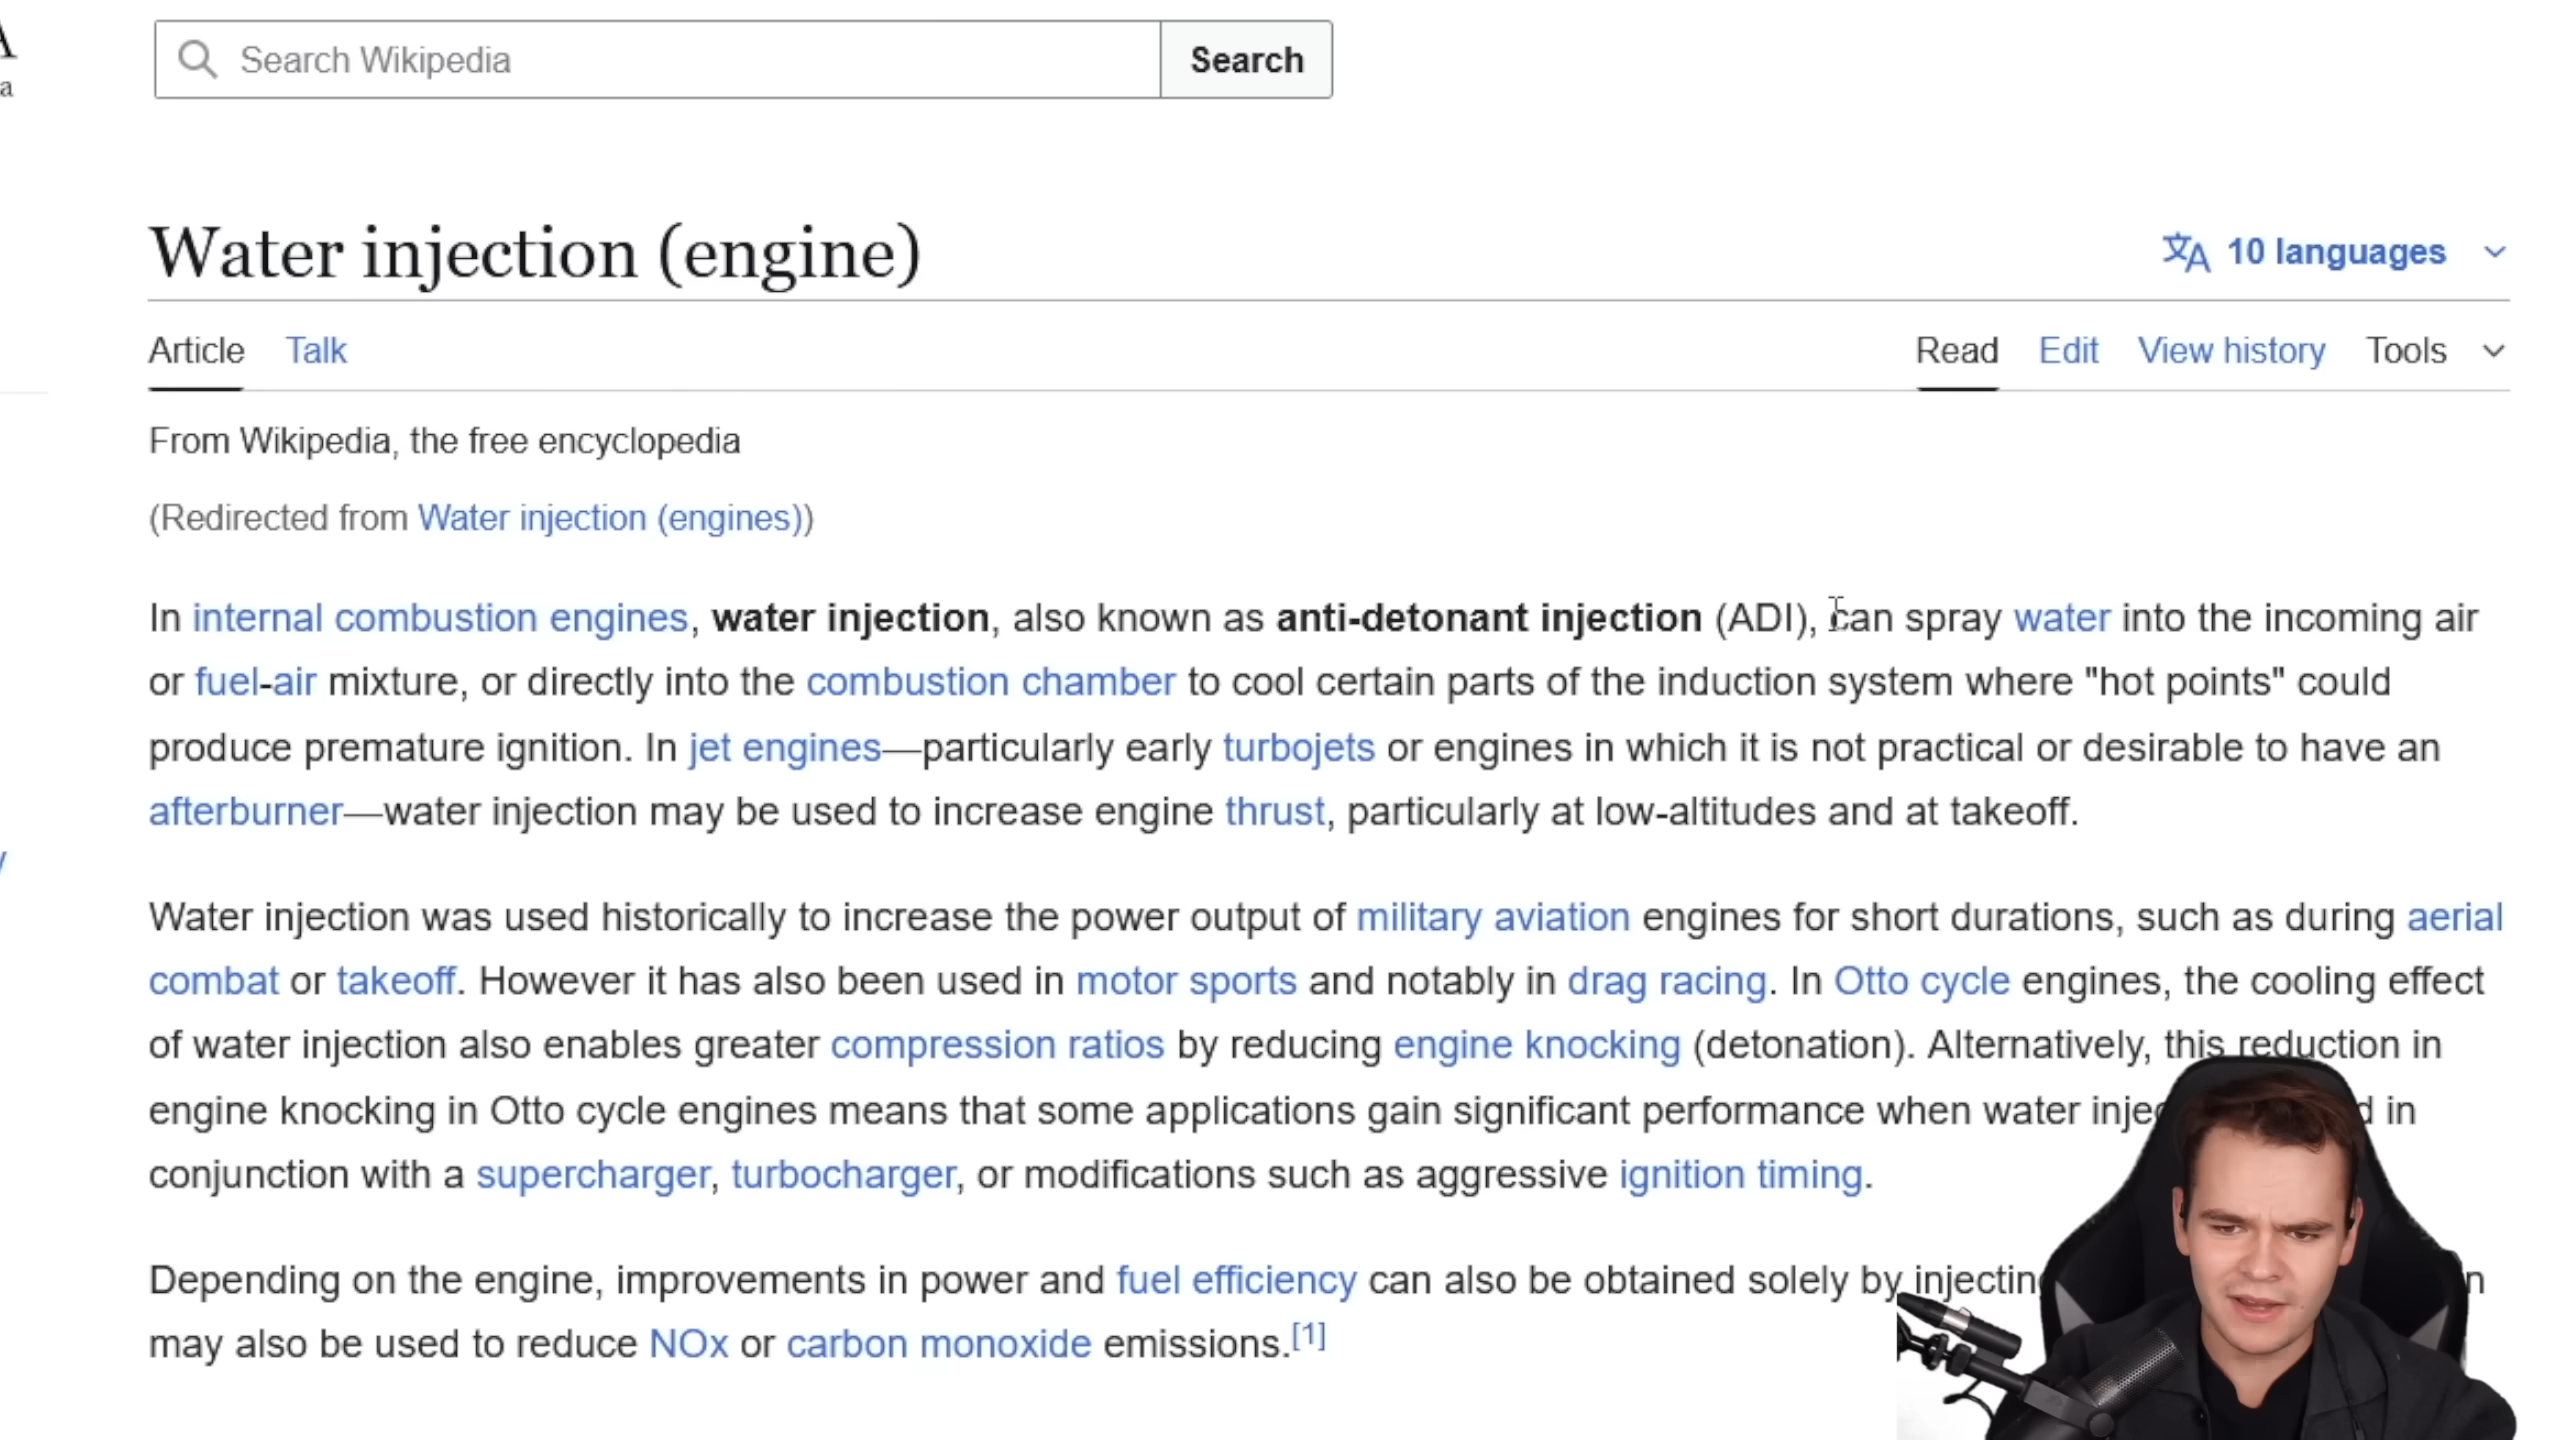 A
a
Search Wikipedia
Search
Water injection (engine)
10 languages
Article Talk
Read Edit View history Tools
From Wikipedia, the free encyclopedia
(Redirected from Water injection (engines))
In internal combustion engines, water injection, also known as anti-detonant injection (ADI), can spray water into the incoming air
or fuel-air mixture, or directly into the combustion chamber to cool certain parts of the induction system where "hot points" could
produce premature ignition. In jet engines—particularly early turbojets or engines in which it is not practical or desirable to have an
afterburner—water injection may be used to increase engine thrust, particularly at low-altitudes and at takeoff.
Water injection was used historically to increase the power output of military aviation engines for short durations, such as during aerial
combat or takeoff. However it has also been used in motor sports and notably in drag racing. In Otto cycle engines, the cooling effect
of water injection also enables greater compression ratios by reducing engine knocking (detonation). Alternatively, this reduction in
engine knocking in Otto cycle engines means that some applications gain significant performance when water in
conjunction with a supercharger, turbocharger, or modifications such as aggressive ignition timing.
Depending on the engine, improvements in power and fuel efficiency can also be obtained solely by
may also be used to reduce NOx or carbon monoxide emissions.[1]